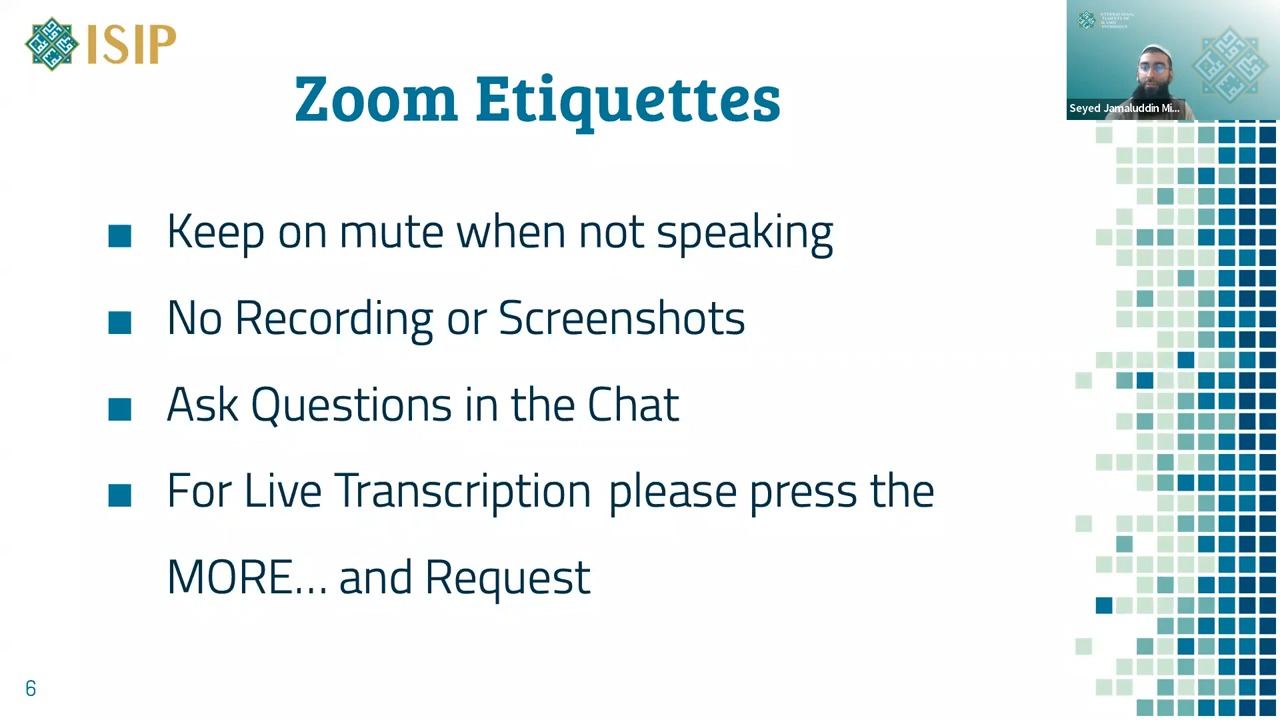 ISIP
Zoom Etiquettes
Seyed Jamaluddin Mi...
Keep on mute when not speaking
No Recording or Screenshots
Ask Questions in the Chat
For Live Transcription please press the
MORE... and Request
6